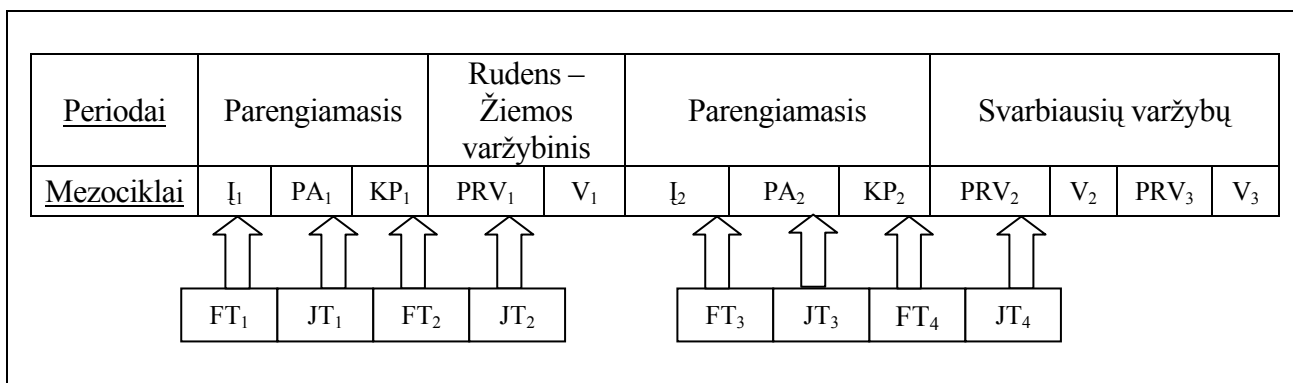 Periodai Parengiamasis Rudens – Žiemos varžybinis Parengiamasis Svarbiausių varžybų
Mezociklai Į₁ PA₁ KP₁ PRV₁ V₁ Į₂ PA₂ KP₂ PRV₂ V₂ PRV₃ V₃
FT₁ JT₁ FT₂ JT₂ FT₃ JT₃ FT₄ JT₄